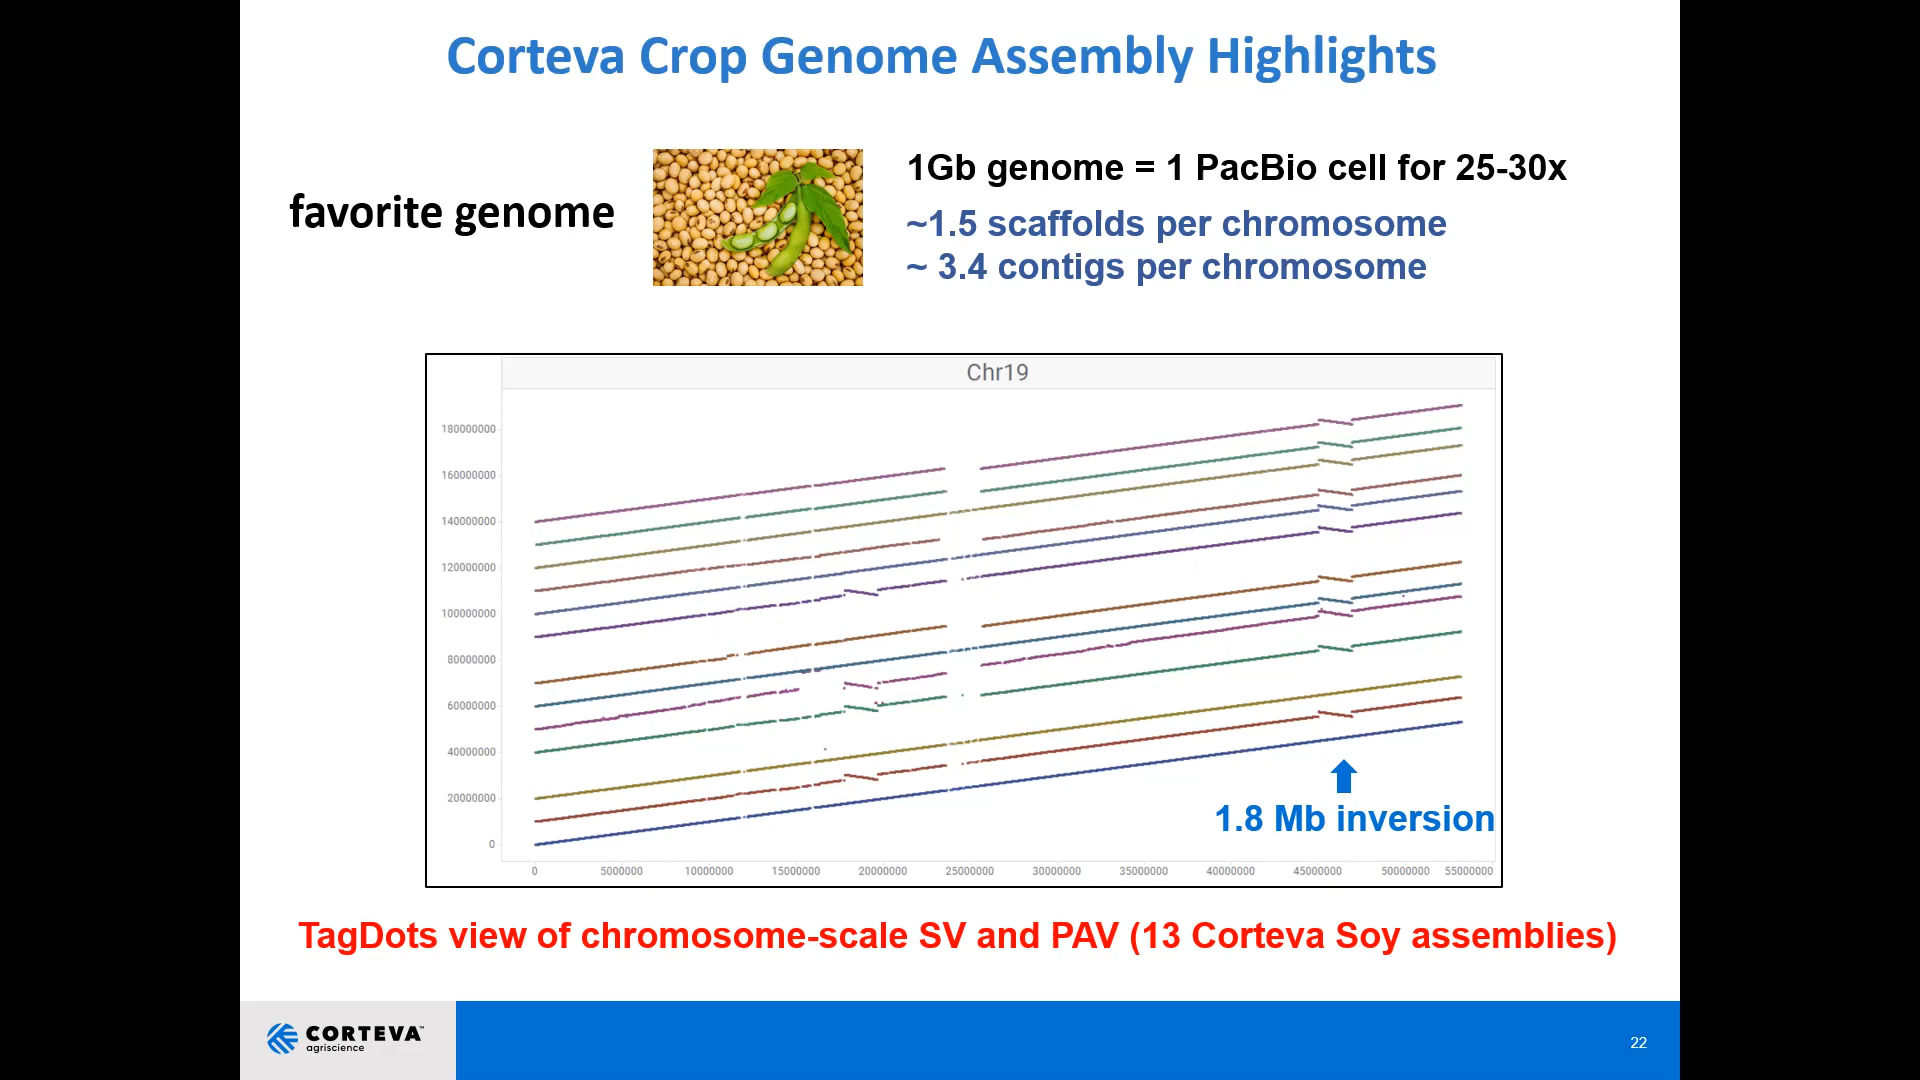 Corteva Crop Genome Assembly Highlights
favorite genome
1Gb genome = 1 PacBio cell for 25-30x
~1.5 scaffolds per chromosome
~ 3.4 contigs per chromosome
Chr19
180000000
160000000
140000000
120000000
100000000
80000000
60000000
40000000
20000000
0
1.8 Mb inversion
0 5000000 10000000 15000000 20000000 25000000 30000000 35000000 40000000 45000000 50000000 55000000
TagDots view of chromosome-scale SV and PAV (13 Corteva Soy assemblies)
CORTEVA™
agriscience
22